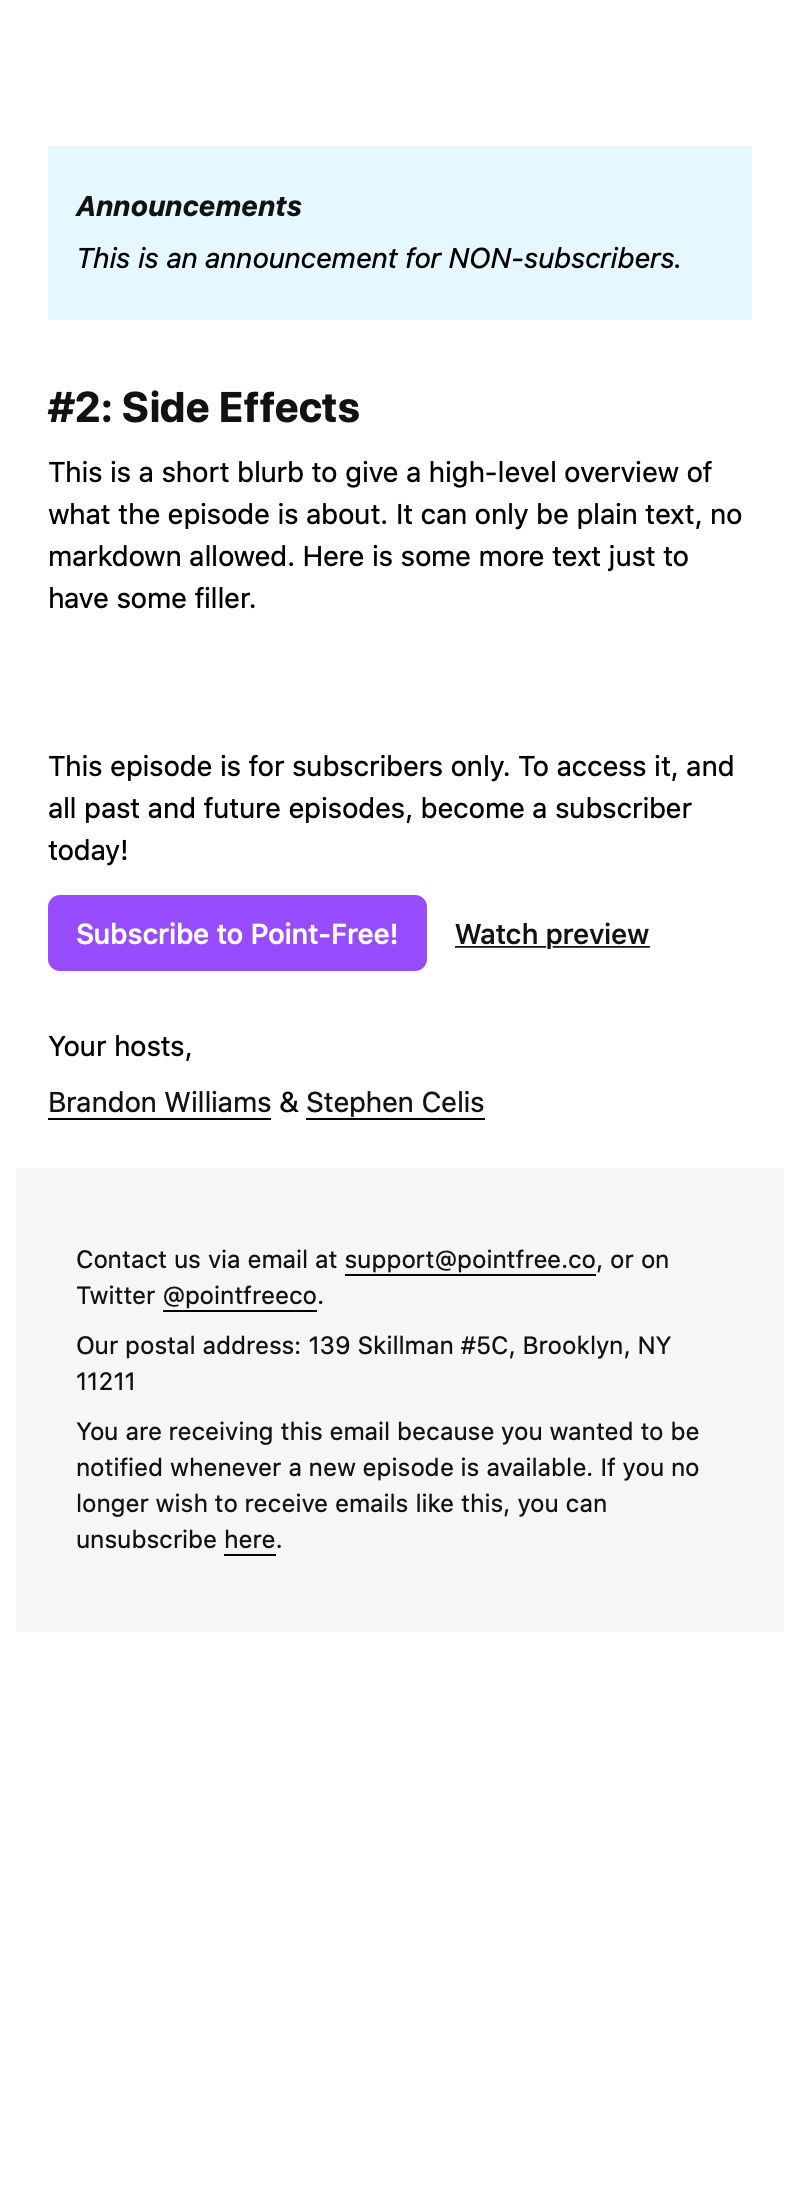 Announcements
This is an announcement for NON-subscribers.
#2: Side Effects
This is a short blurb to give a high-level overview of
what the episode is about. It can only be plain text, no
markdown allowed. Here is some more text just to
have some filler.
This episode is for subscribers only. To access it, and
all past and future episodes, become a subscriber
today!
Subscribe to Point-Free! Watch preview
Your hosts,
Brandon Williams & Stephen Celis
Contact us via email at support@pointfree.co, or on
Twitter @pointfreeco.
Our postal address: 139 Skillman #5C, Brooklyn, NY
11211
You are receiving this email because you wanted to be
notified whenever a new episode is available. If you no
longer wish to receive emails like this, you can
unsubscribe here.